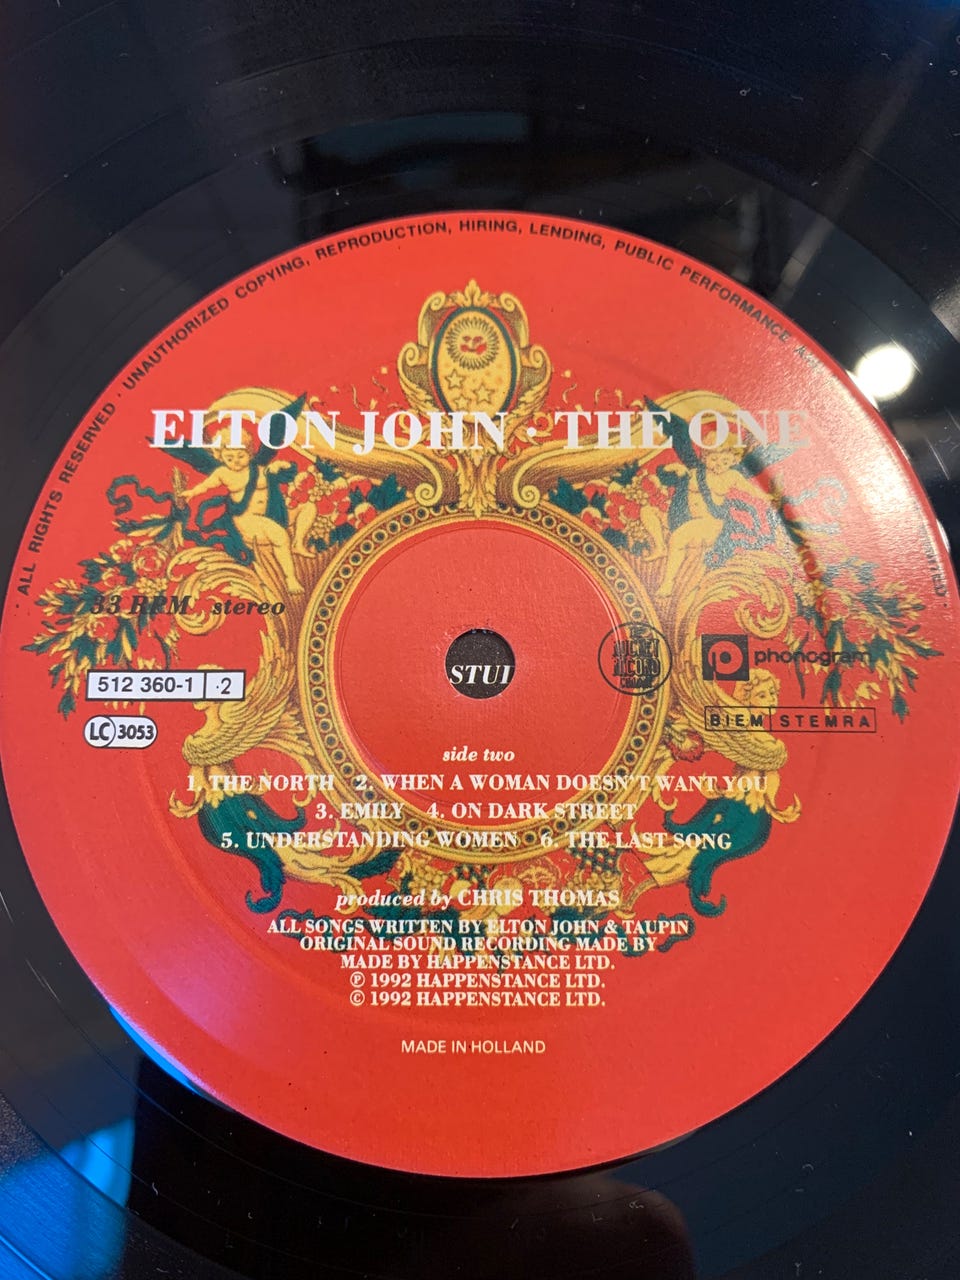 ALL RIGHTS RESERVED · UNAUTHORIZED COPYING, REPRODUCTION, HIRING, LENDING, PUBLIC PERFORMANCE
ELTON JOHN · THE ONE
33 RPM stereo
512 360-1 ·2
LC 3053
STUI
THE
ROCKET
RECORD
phonogram
BIEM STEMRA
side two
1. THE NORTH 2. WHEN A WOMAN DOESN'T WANT YOU
3. EMILY 4. ON DARK STREET
5. UNDERSTANDING WOMEN 6. THE LAST SONG
produced by CHRIS THOMAS
ALL SONGS WRITTEN BY ELTON JOHN & TAUPIN
ORIGINAL SOUND RECORDING MADE BY
MADE BY HAPPENSTANCE LTD.
℗ 1992 HAPPENSTANCE LTD.
© 1992 HAPPENSTANCE LTD.
MADE IN HOLLAND